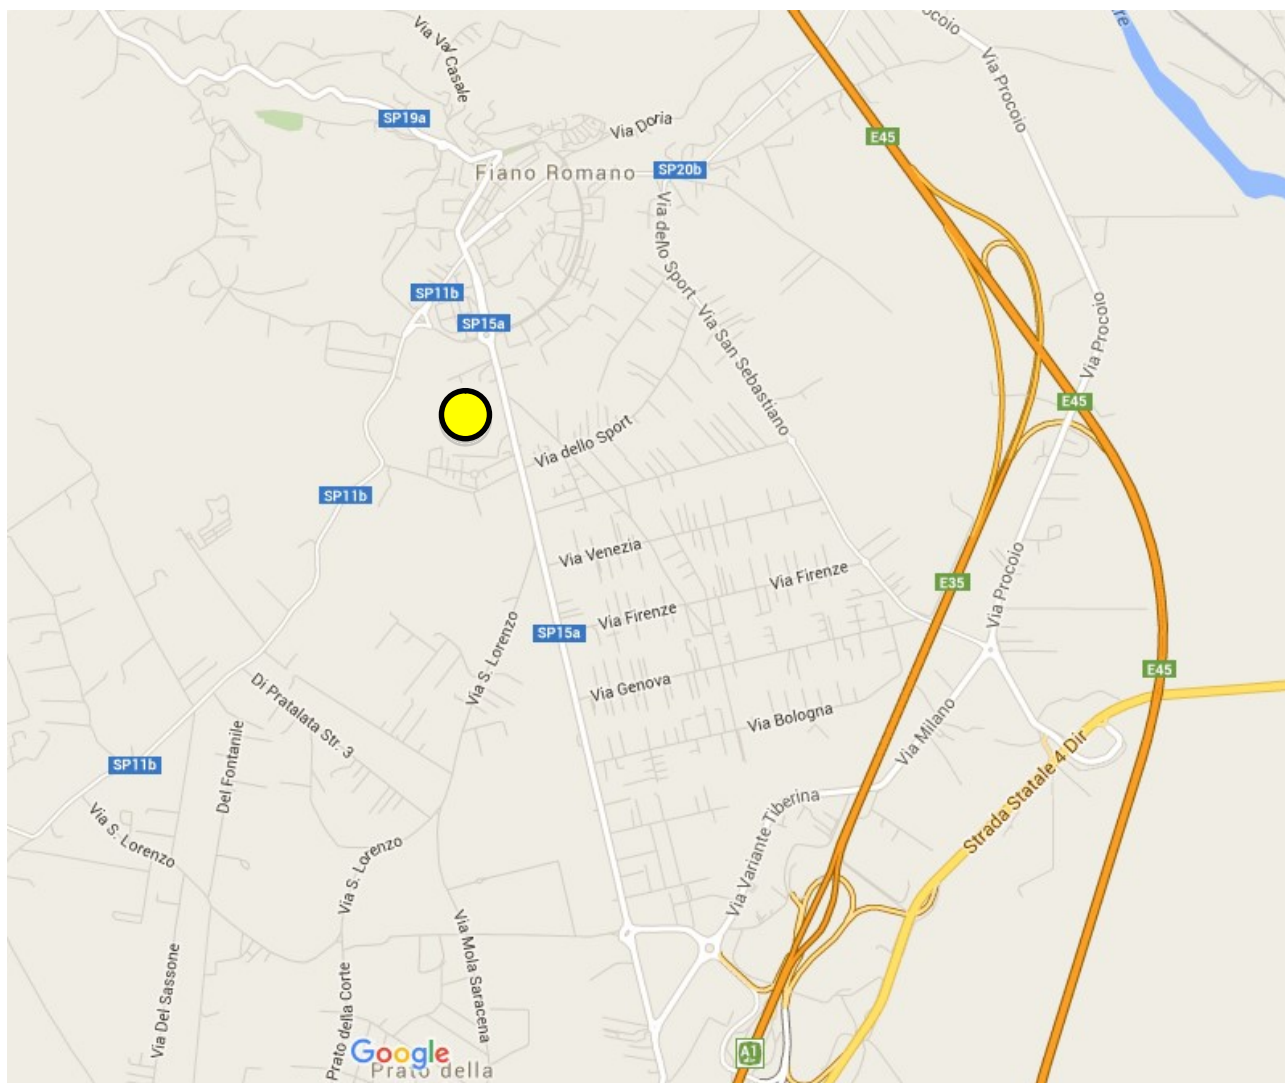 Procoio
ere
Via Val Casale
Via Procoio
SP19a
Via Doria
E45
Fiano Romano
SP20b
Via dello Sport
SP11b
Via Procoio
SP15a
Via San Sebastiano
E45
Via dello Sport
SP11b
Via Venezia
Via Firenze
E35
Via Procoio
Via Firenze
SP15a
Via S. Lorenzo
E45
Via Genova
Di Pratalata Str. 3
Via Bologna
Via Milano
Strada Statale 4 Dir
SP11b
Del Fontanile
Via Variante Tiberina
Via S. Lorenzo
Via S. Lorenzo
Via Mola Saracena
Via Del Sassone
Prato della Corte
A1
Google
Prato della